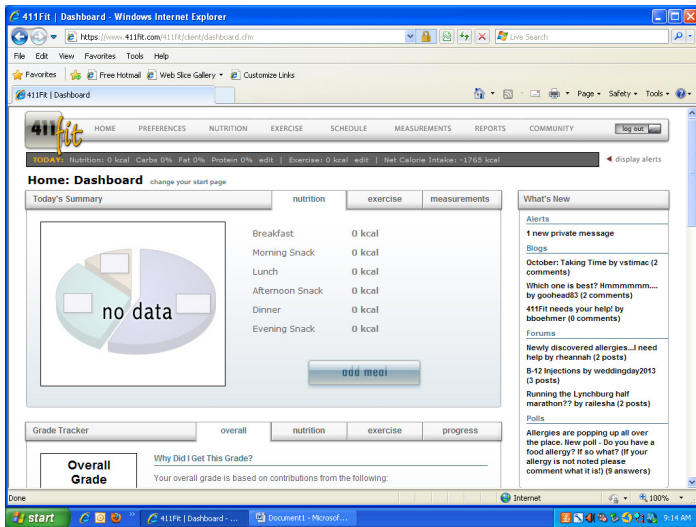 411Fit | Dashboard - Windows Internet Explorer
https://www.411fit.com/411fit/client/dashboard.cfm
Live Search
File Edit View Favorites Tools Help
Favorites Free Hotmail Web Slice Gallery Customize Links
411Fit | Dashboard
Page Safety Tools
411fit HOME PREFERENCES NUTRITION EXERCISE SCHEDULE MEASUREMENTS REPORTS COMMUNITY log out
TODAY: Nutrition: 0 kcal Carbs 0% Fat 0% Protein 0% edit | Exercise: 0 kcal edit | Net Calorie Intake: -1765 kcal
display alerts
Home: Dashboard change your start page
Today's Summary nutrition exercise measurements
no data
Breakfast 0 kcal
Morning Snack 0 kcal
Lunch 0 kcal
Afternoon Snack 0 kcal
Dinner 0 kcal
Evening Snack 0 kcal
add meal
What's New
Alerts
1 new private message
Blogs
October: Taking Time by vstimac (2
comments)
Which one is best? Hmmmmmm....
by goohead83 (2 comments)
411Fit needs your help! by
bboehmer (0 comments)
Forums
Newly discovered allergies...I need
help by rheannah (2 posts)
B-12 Injections by weddingday2013
(3 posts)
Running the Lynchburg half
marathon?? by railesha (2 posts)
Polls
Allergies are popping up all over
the place. New poll - Do you have a
food allergy? If so what? (If your
allergy is not noted please
comment what it is!) (9 answers)
Grade Tracker overall nutrition exercise progress
Overall
Grade
Why Did I Get This Grade?
Your overall grade is based on contributions from the following:
Done Internet 100%
start 411Fit | Dashboard - ... Document1 - Microsof... 9:14 AM